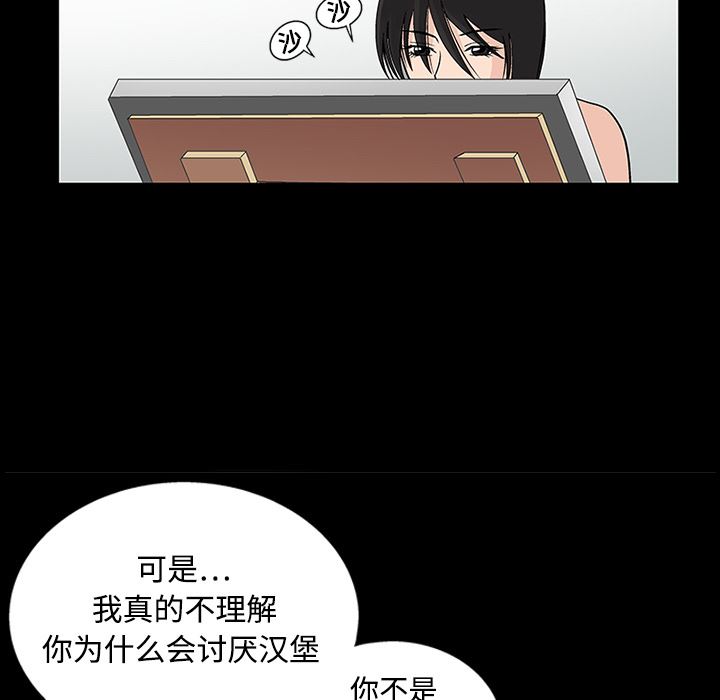 沙
沙
可是...
我真的不理解
你为什么会讨厌汉堡
你不是